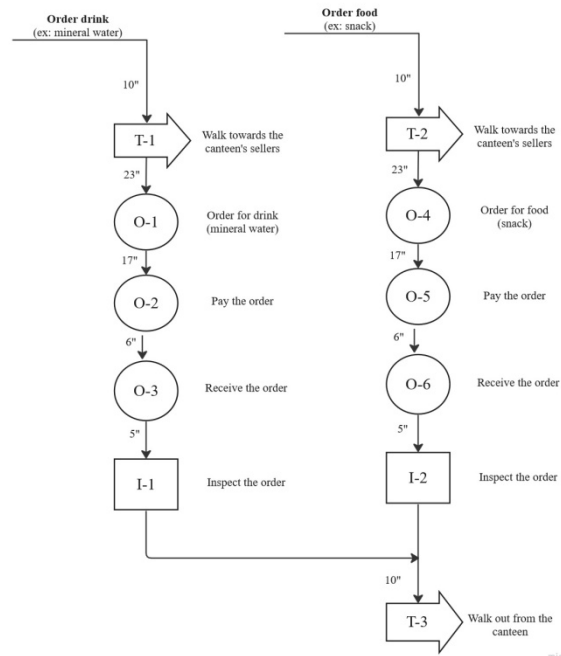 Order drink
(ex: mineral water)
10"
T-1
Walk towards the
canteen's sellers
23"
O-1
Order for drink
(mineral water)
17"
O-2
Pay the order
6"
O-3
Receive the order
5"
I-1
Inspect the order
Order food
(ex: snack)
10"
T-2
Walk towards the
canteen's sellers
23"
O-4
Order for food
(snack)
17"
O-5
Pay the order
6"
O-6
Receive the order
5"
I-2
Inspect the order
10"
T-3
Walk out from the
canteen